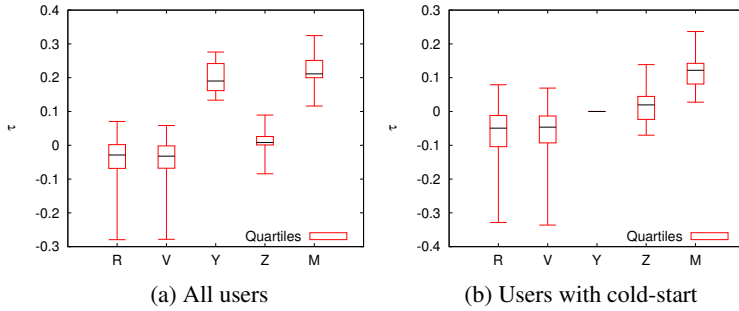 0.3
0.2
0.1
0
-0.1
-0.2
-0.3
τ
Quartiles
R V Y Z M
(a) All users
0.4
0.3
0.2
0.1
0
-0.1
-0.2
-0.3
-0.4
τ
Quartiles
R V Y Z M
(b) Users with cold-start